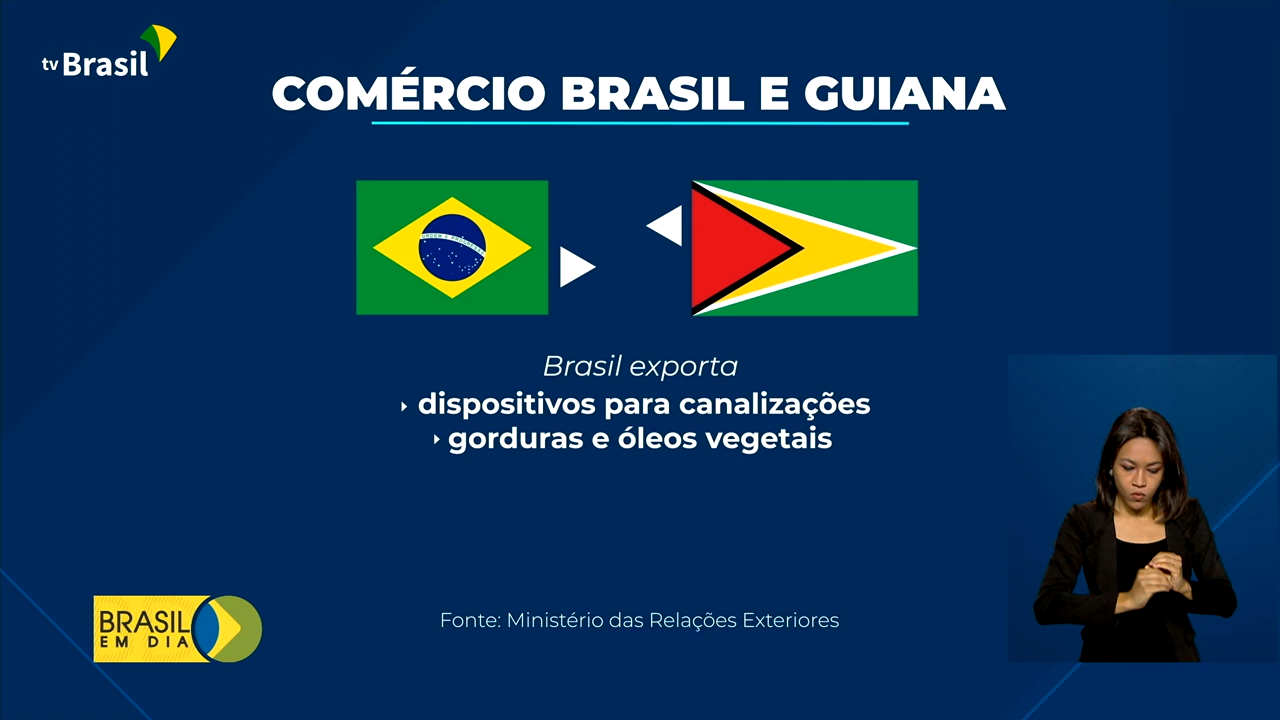 tv Brasil
COMÉRCIO BRASIL E GUIANA
Brasil exporta
dispositivos para canalizações
gorduras e óleos vegetais
BRASIL
EM DIA
Fonte: Ministério das Relações Exteriores